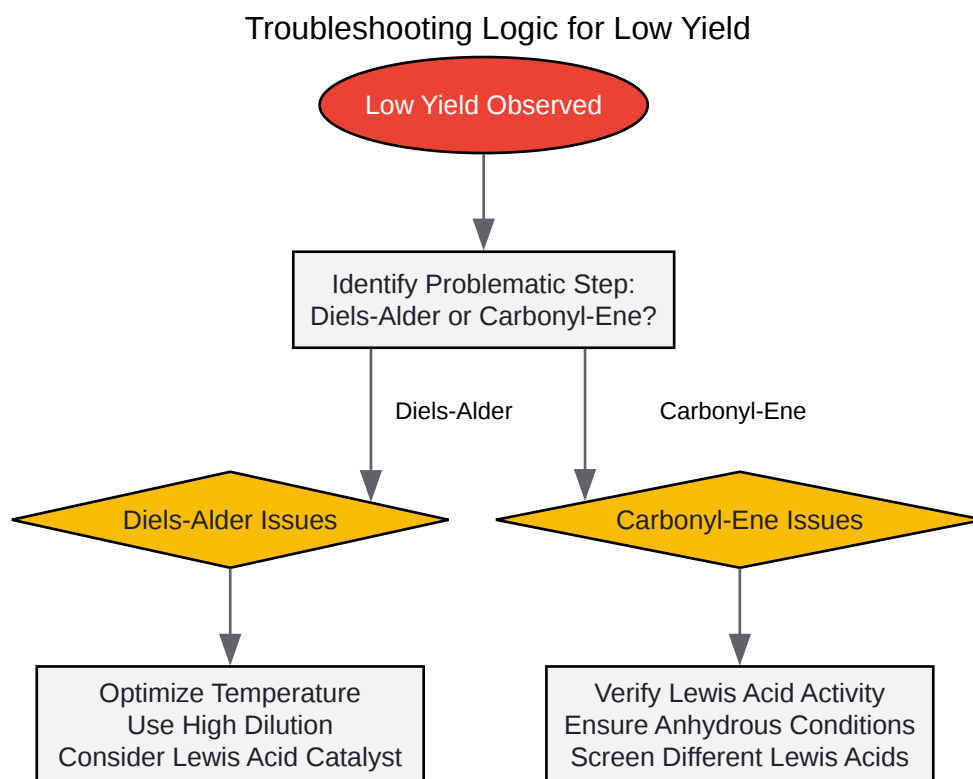 Troubleshooting Logic for Low Yield
Low Yield Observed
Identify Problematic Step:
Diels-Alder or Carbonyl-Ene?
Diels-Alder
Carbonyl-Ene
Diels-Alder Issues
Carbonyl-Ene Issues
Optimize Temperature
Use High Dilution
Consider Lewis Acid Catalyst
Verify Lewis Acid Activity
Ensure Anhydrous Conditions
Screen Different Lewis Acids